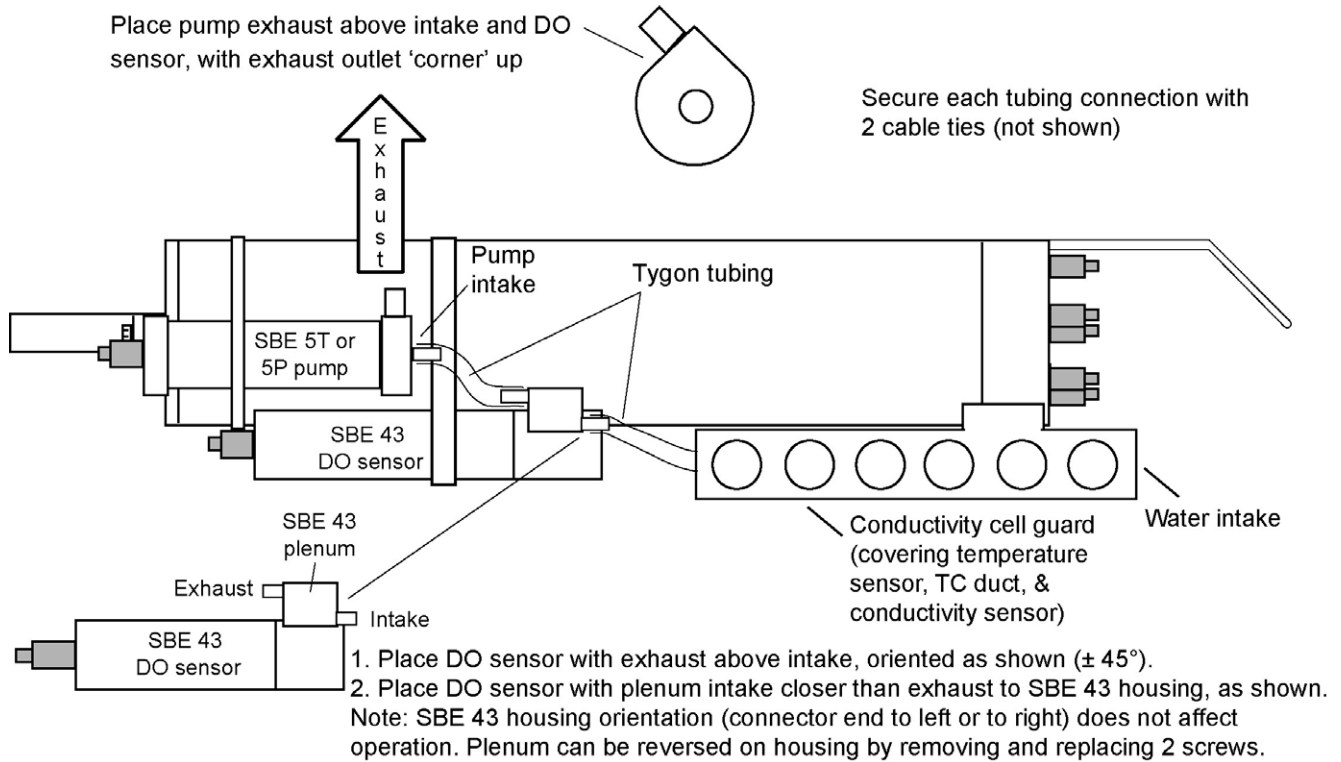 Place pump exhaust above intake and DO
sensor, with exhaust outlet ‘corner’ up
Secure each tubing connection with
2 cable ties (not shown)
Exhaust
Pump
intake
Tygon tubing
SBE 5T or
5P pump
SBE 43
DO sensor
SBE 43
plenum
Exhaust
Intake
SBE 43
DO sensor
Conductivity cell guard
(covering temperature
sensor, TC duct, &
conductivity sensor)
Water intake
1. Place DO sensor with exhaust above intake, oriented as shown (± 45°).
2. Place DO sensor with plenum intake closer than exhaust to SBE 43 housing, as shown.
Note: SBE 43 housing orientation (connector end to left or to right) does not affect
operation. Plenum can be reversed on housing by removing and replacing 2 screws.